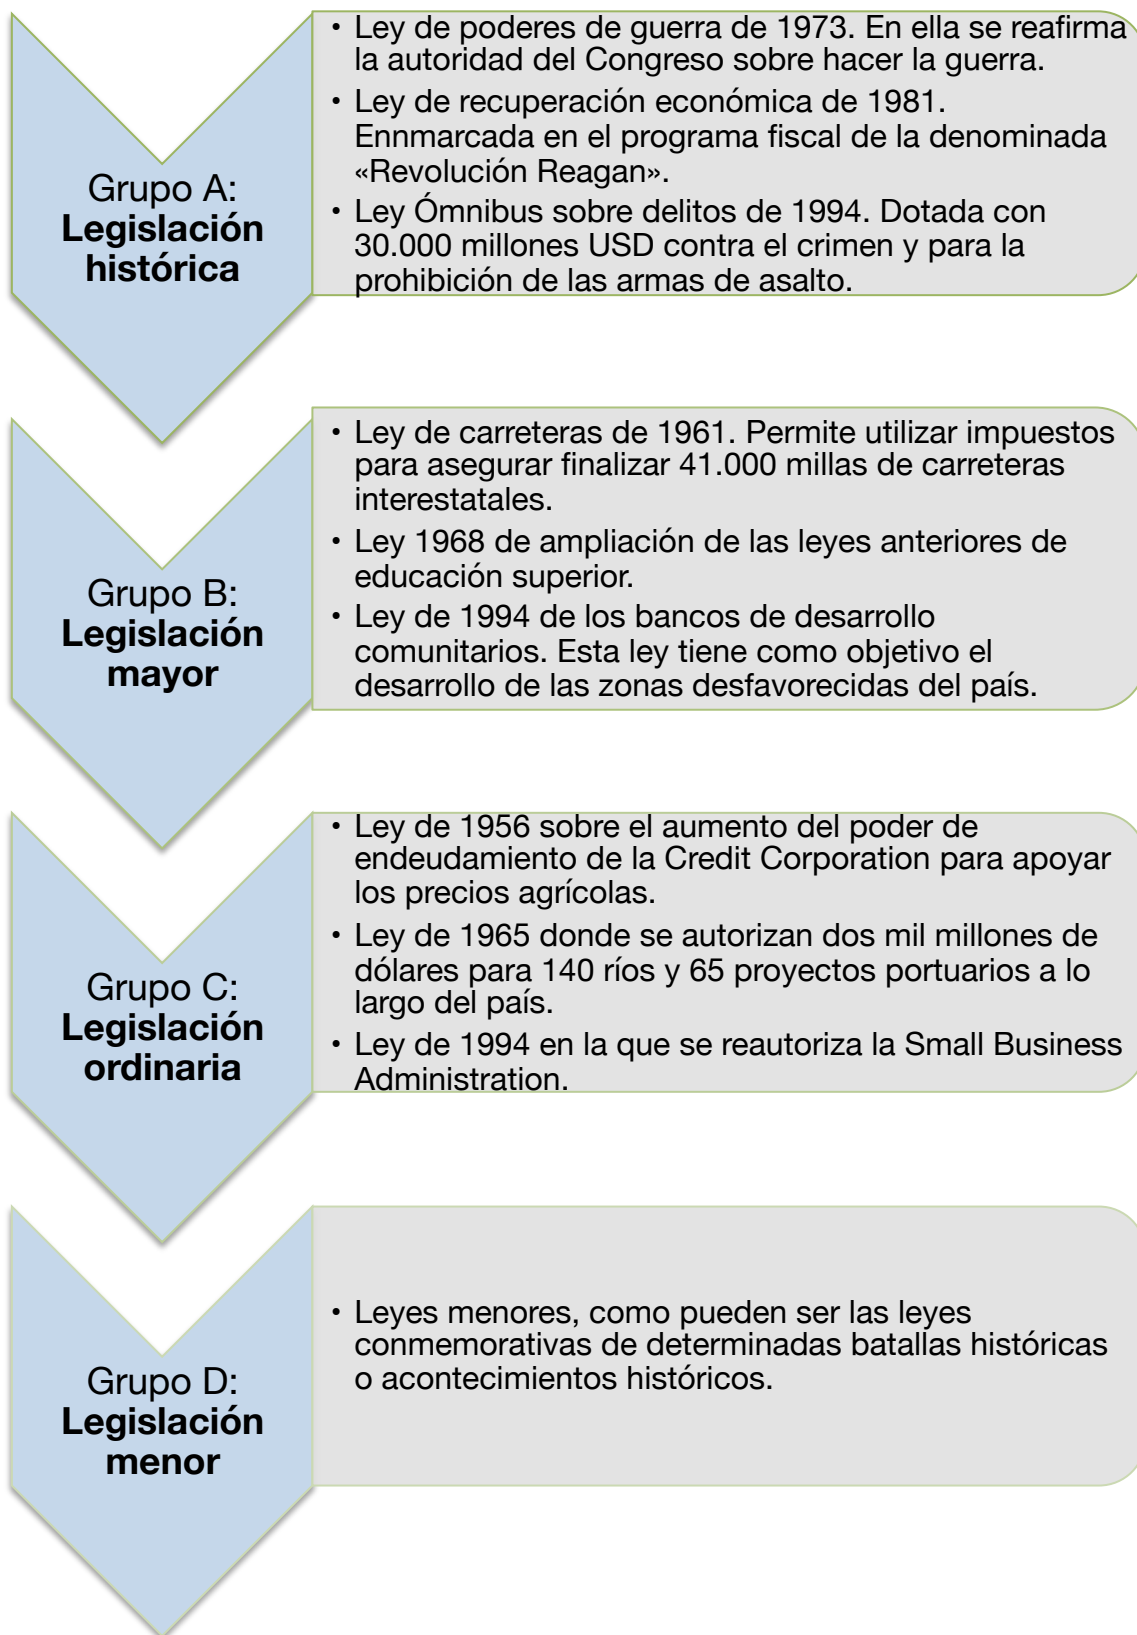 Grupo A:
Legislación
histórica
• Ley de poderes de guerra de 1973. En ella se reafirma
la autoridad del Congreso sobre hacer la guerra.
• Ley de recuperación económica de 1981.
Ennmarcada en el programa fiscal de la denominada
«Revolución Reagan».
• Ley Ómnibus sobre delitos de 1994. Dotada con
30.000 millones USD contra el crimen y para la
prohibición de las armas de asalto.
Grupo B:
Legislación
mayor
• Ley de carreteras de 1961. Permite utilizar impuestos
para asegurar finalizar 41.000 millas de carreteras
interestatales.
• Ley 1968 de ampliación de las leyes anteriores de
educación superior.
• Ley de 1994 de los bancos de desarrollo
comunitarios. Esta ley tiene como objetivo el
desarrollo de las zonas desfavorecidas del país.
Grupo C:
Legislación
ordinaria
• Ley de 1956 sobre el aumento del poder de
endeudamiento de la Credit Corporation para apoyar
los precios agrícolas.
• Ley de 1965 donde se autorizan dos mil millones de
dólares para 140 ríos y 65 proyectos portuarios a lo
largo del país.
• Ley de 1994 en la que se reautoriza la Small Business
Administration.
Grupo D:
Legislación
menor
• Leyes menores, como pueden ser las leyes
conmemorativas de determinadas batallas históricas
o acontecimientos históricos.